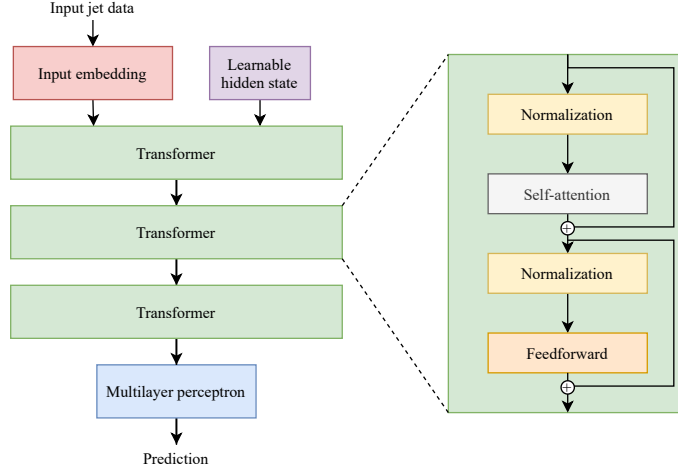 Input jet data
Input embedding
Learnable
hidden state
Transformer
Transformer
Transformer
Multilayer perceptron
Prediction
Normalization
Self-attention
+
Normalization
Feedforward
+